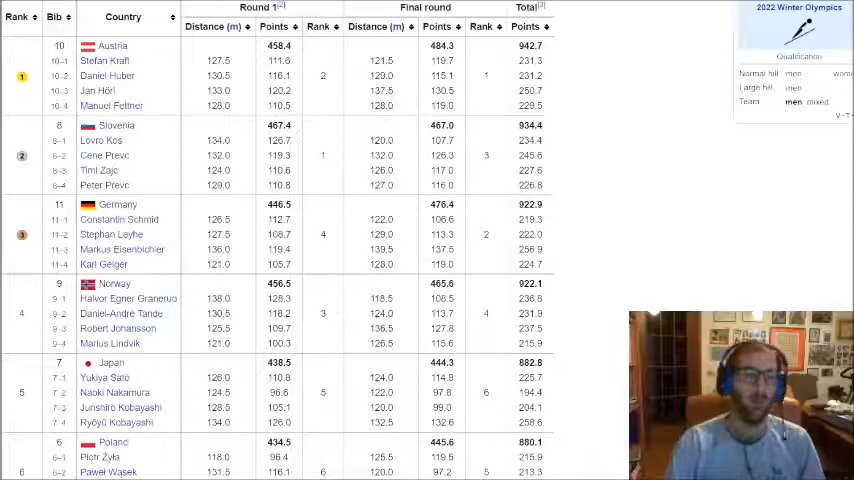 Rank Bib Country Round 1[2] Final round Total[3]
Distance (m) Points Rank Distance (m) Points Rank Points
1 10 Austria 458.4 2 484.3 1 942.7
10–1 Stefan Kraft 127.5 111.6 121.5 119.7 231.3
10–2 Daniel Huber 130.5 116.1 129.0 115.1 231.2
10–3 Jan Hörl 133.0 120.2 137.5 130.5 250.7
10–4 Manuel Fettner 128.0 110.5 128.0 119.0 229.5
2 8 Slovenia 467.4 1 467.0 3 934.4
8–1 Lovro Kos 134.0 126.7 120.0 107.7 234.4
8–2 Cene Prevc 132.0 119.3 132.0 126.3 245.6
8–3 Timi Zajc 124.0 110.6 126.0 117.0 227.6
8–4 Peter Prevc 129.0 110.8 127.0 116.0 226.8
3 11 Germany 446.5 4 476.4 2 922.9
11–1 Constantin Schmid 126.5 112.7 122.0 106.6 219.3
11–2 Stephan Leyhe 127.5 108.7 129.0 113.3 222.0
11–3 Markus Eisenbichler 136.0 119.4 139.5 137.5 256.9
11–4 Karl Geiger 121.0 105.7 128.0 119.0 224.7
4 9 Norway 456.5 3 465.6 4 922.1
9–1 Halvor Egner Granerud 138.0 128.3 118.5 108.5 236.8
9–2 Daniel-André Tande 130.5 118.2 124.0 113.7 231.9
9–3 Robert Johansson 125.5 109.7 136.5 127.8 237.5
9–4 Marius Lindvik 121.0 100.3 126.5 115.6 215.9
5 7 Japan 438.5 5 444.3 6 882.8
7–1 Yukiya Satō 126.0 110.8 124.0 114.9 225.7
7–2 Naoki Nakamura 124.5 96.6 122.0 97.8 194.4
7–3 Junshirō Kobayashi 128.5 105.1 120.0 99.0 204.1
7–4 Ryōyū Kobayashi 134.0 126.0 132.5 132.6 258.6
6 6 Poland 434.5 6 445.6 5 880.1
6–1 Piotr Żyła 118.0 96.4 125.5 119.5 215.9
6–2 Paweł Wąsek 131.5 116.1 120.0 97.2 213.3
2022 Winter Olympics
Qualification
Normal hill men
Large hill men
Team men mixed
V · T